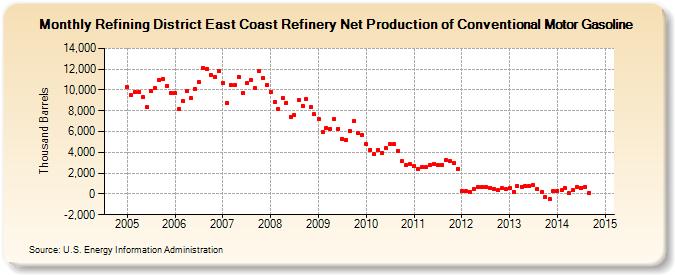 Monthly Refining District East Coast Refinery Net Production of Conventional Motor Gasoline
Thousand Barrels
14,000
12,000
10,000
8,000
6,000
4,000
2,000
0
-2,000
2005 2006 2007 2008 2009 2010 2011 2012 2013 2014 2015
Source: U.S. Energy Information Administration